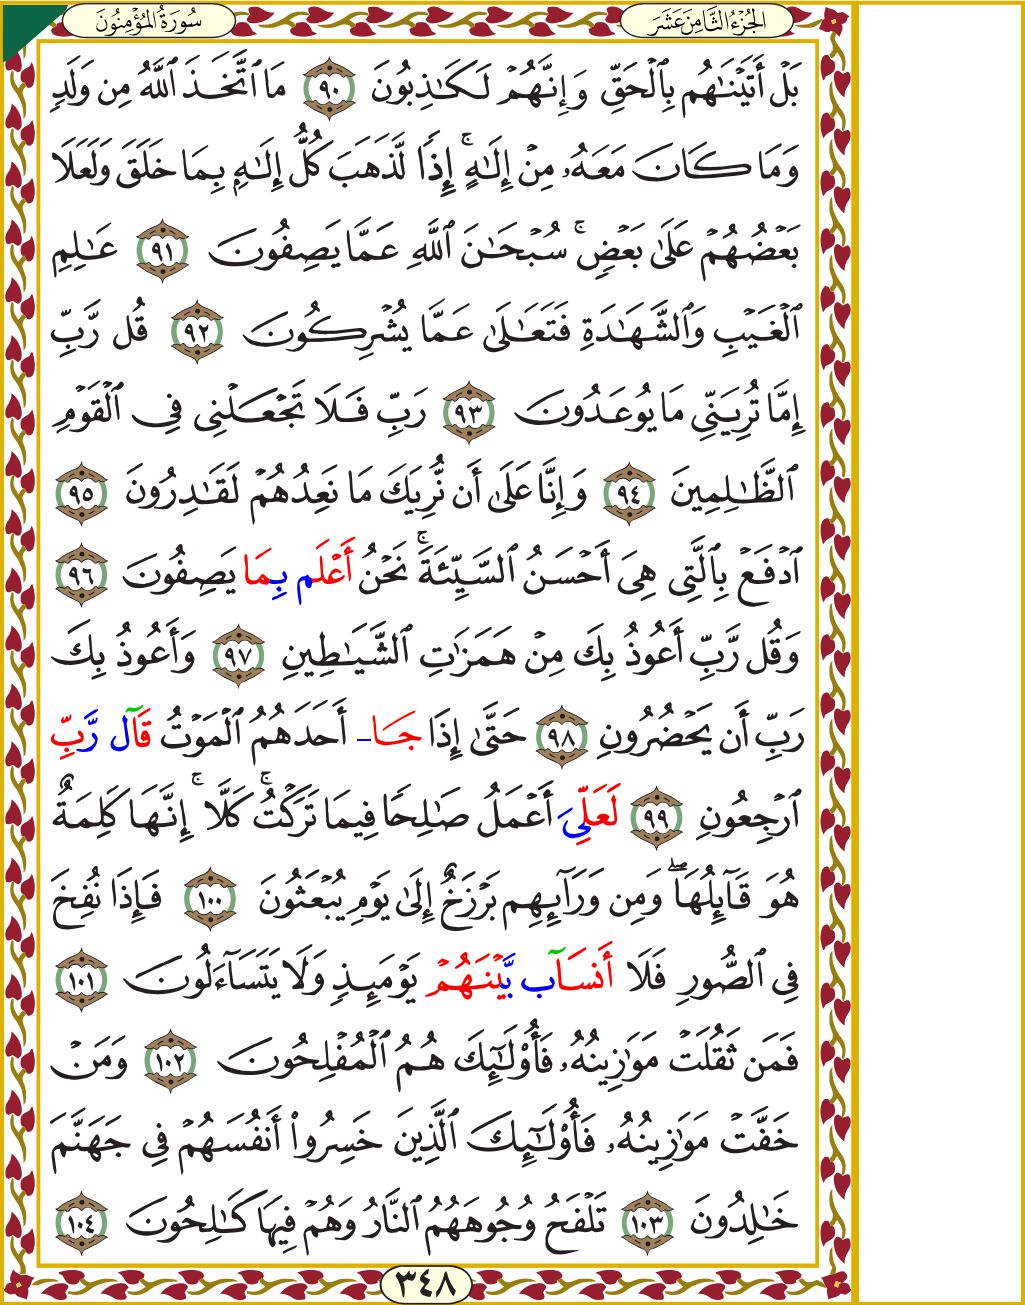 الجُزْءُ الثَّامِنَ عَشَرَ
سُورَةُ المُؤْمِنُونَ
بَلْ أَتَيْنَٰهُم بِٱلْحَقِّ وَإِنَّهُمْ لَكَٰذِبُونَ ٩٠ مَا ٱتَّخَذَ ٱللَّهُ مِن وَلَدٍ
وَمَا كَانَ مَعَهُۥ مِنْ إِلَٰهٍ ۚ إِذًا لَّذَهَبَ كُلُّ إِلَٰهٍۭ بِمَا خَلَقَ وَلَعَلَا
بَعْضُهُمْ عَلَىٰ بَعْضٍ ۚ سُبْحَٰنَ ٱللَّهِ عَمَّا يَصِفُونَ ٩١ عَٰلِمِ
ٱلْغَيْبِ وَٱلشَّهَٰدَةِ فَتَعَٰلَىٰ عَمَّا يُشْرِكُونَ ٩٢ قُل رَّبِّ
إِمَّا تُرِيَنِّي مَا يُوعَدُونَ ٩٣ رَبِّ فَلَا تَجْعَلْنِى فِى ٱلْقَوْمِ
ٱلظَّٰلِمِينَ ٩٤ وَإِنَّا عَلَىٰ أَن نُّرِيَكَ مَا نَعِدُهُمْ لَقَٰدِرُونَ ٩٥
ٱدْفَعْ بِٱلَّتِى هِىَ أَحْسَنُ ٱلسَّيِّئَةَ ۚ نَحْنُ أَعْلَم بِمَا يَصِفُونَ ٩٦
وَقُل رَّبِّ أَعُوذُ بِكَ مِنْ هَمَزَٰتِ ٱلشَّيَٰطِينِ ٩٧ وَأَعُوذُ بِكَ
رَبِّ أَن يَحْضُرُونِ ٩٨ حَتَّىٰ إِذَا جَا- أَحَدَهُمُ ٱلْمَوْتُ قَآل رَّبِّ
ٱرْجِعُونِ ٩٩ لَعَلِّىَ أَعْمَلُ صَٰلِحًا فِيمَا تَرَكْتُ ۚ كَلَّا ۚ إِنَّهَا كَلِمَةٌ
هُوَ قَآئِلُهَا ۖ وَمِن وَرَآئِهِم بَرْزَخٌ إِلَىٰ يَوْمِ يُبْعَثُونَ ١٠٠ فَإِذَا نُفِخَ
فِى ٱلصُّورِ فَلَا أَنسَآب بَّيْنَهُمْ يَوْمَئِذٍ وَلَا يَتَسَآءَلُونَ ١٠١
فَمَن ثَقُلَتْ مَوَٰزِينُهُۥ فَأُو۟لَٰٓئِكَ هُمُ ٱلْمُفْلِحُونَ ١٠٢ وَمَنْ
خَفَّتْ مَوَٰزِينُهُۥ فَأُو۟لَٰٓئِكَ ٱلَّذِينَ خَسِرُوا۟ أَنفُسَهُمْ فِى جَهَنَّمَ
خَٰلِدُونَ ١٠٣ تَلْفَحُ وُجُوهَهُمُ ٱلنَّارُ وَهُمْ فِيهَا كَٰلِحُونَ ١٠٤
٣٤٨